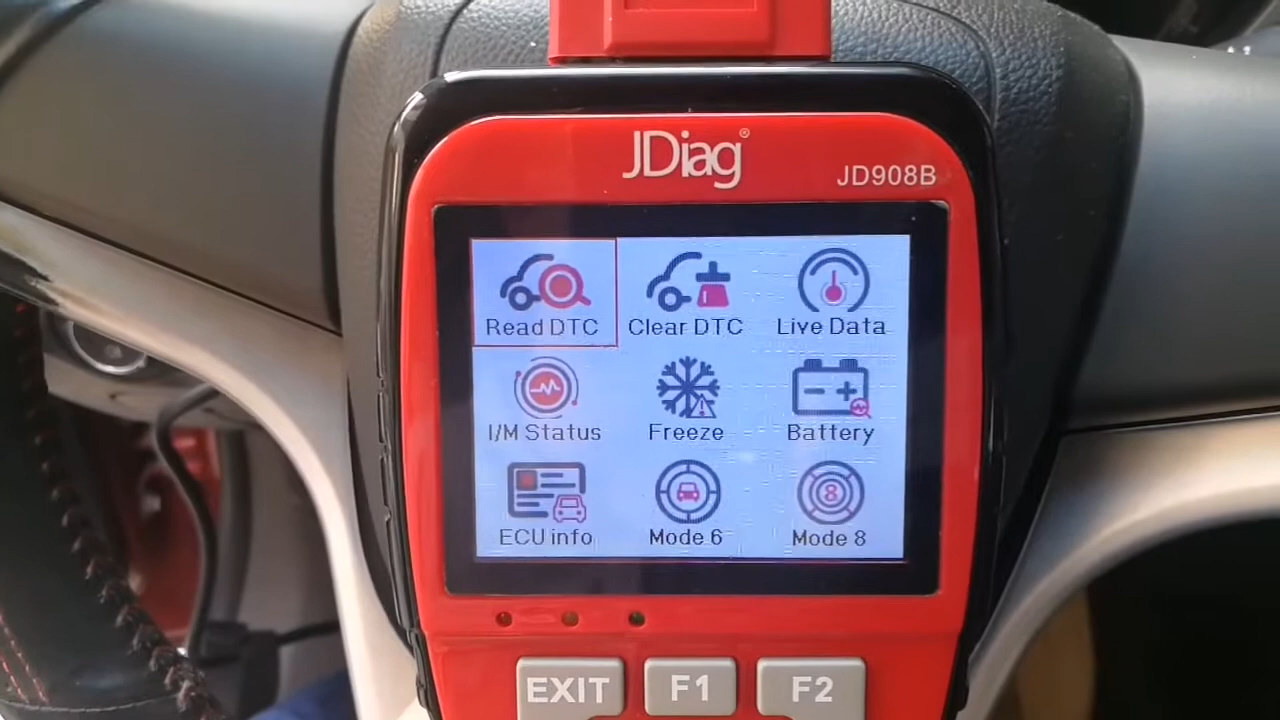 JDiag®
JD908B
Read DTC
Clear DTC
Live Data
I/M Status
Freeze
Battery
ECU info
Mode 6
8
Mode 8
EXIT
F1
F2